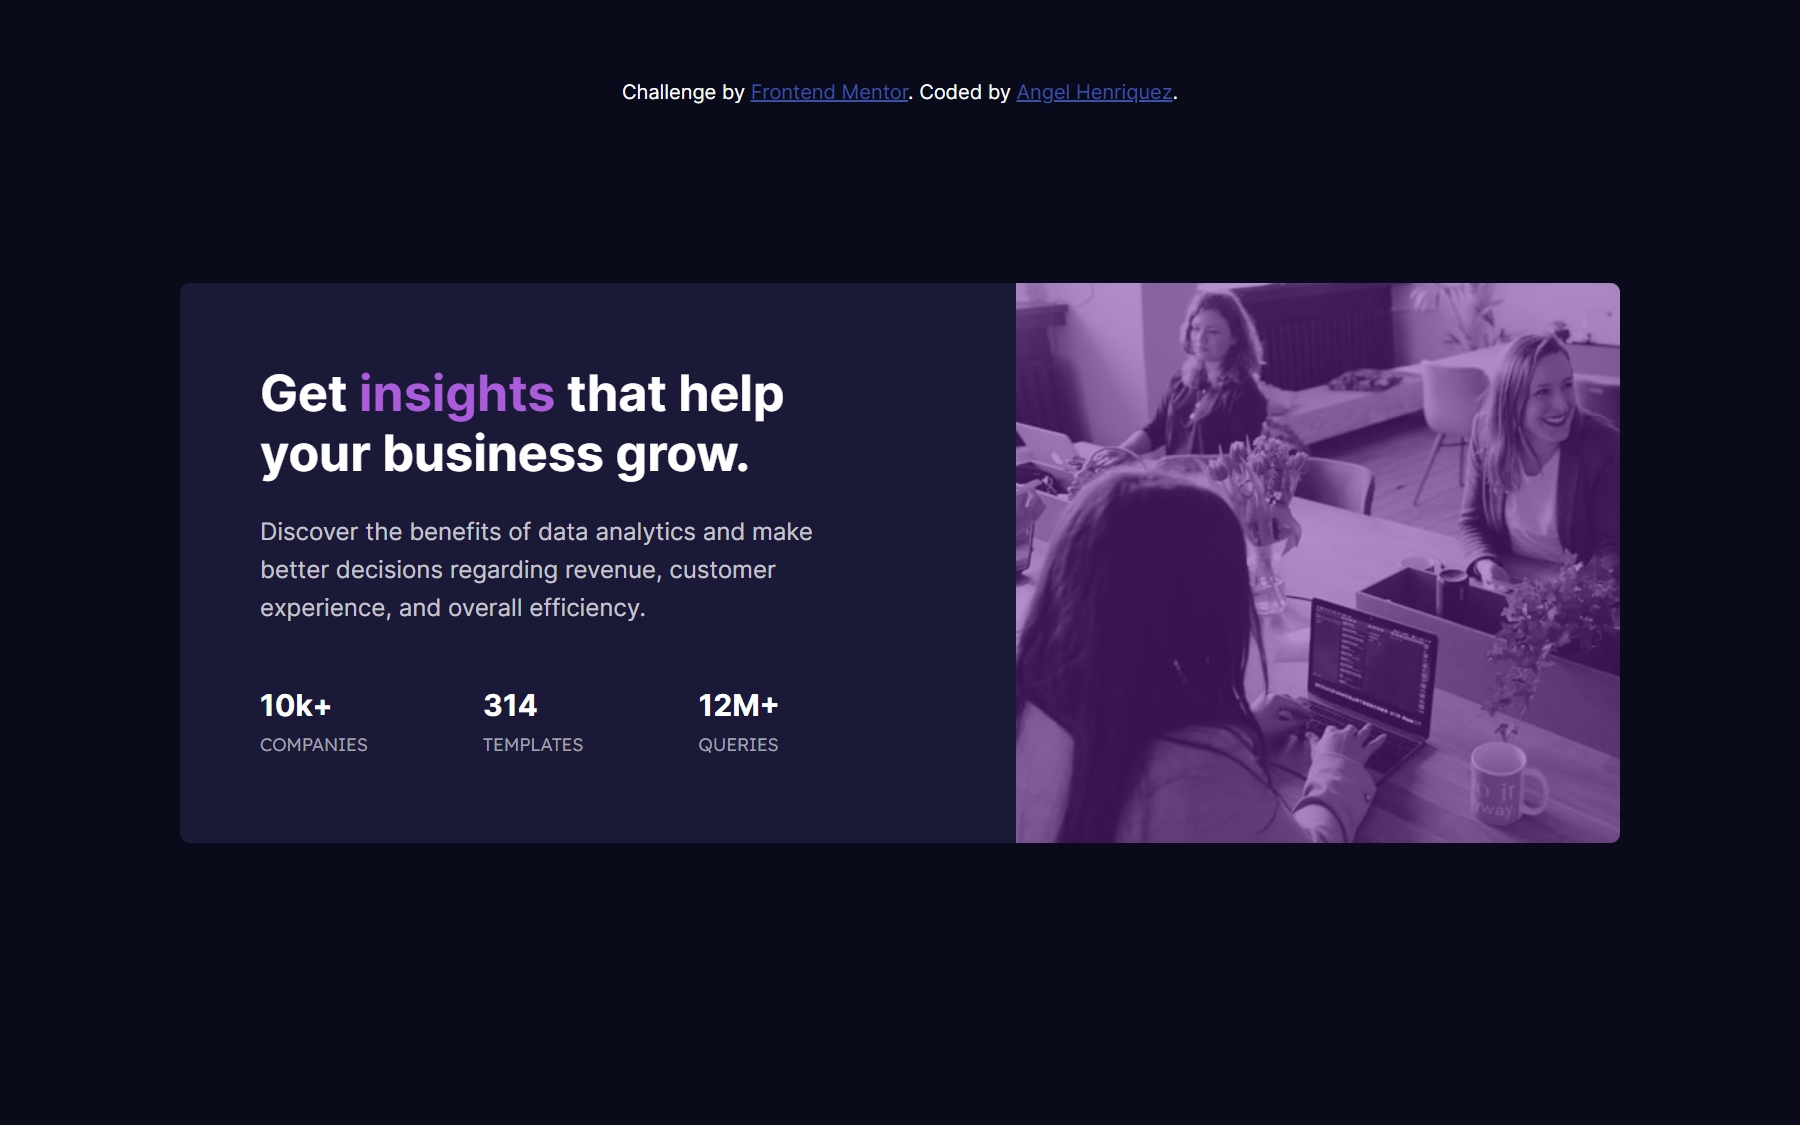 Challenge by Frontend Mentor. Coded by Angel Henriquez.
Get insights that help
your business grow.
Discover the benefits of data analytics and make
better decisions regarding revenue, customer
experience, and overall efficiency.
10k+ 314 12M+
COMPANIES TEMPLATES QUERIES
o it
way.